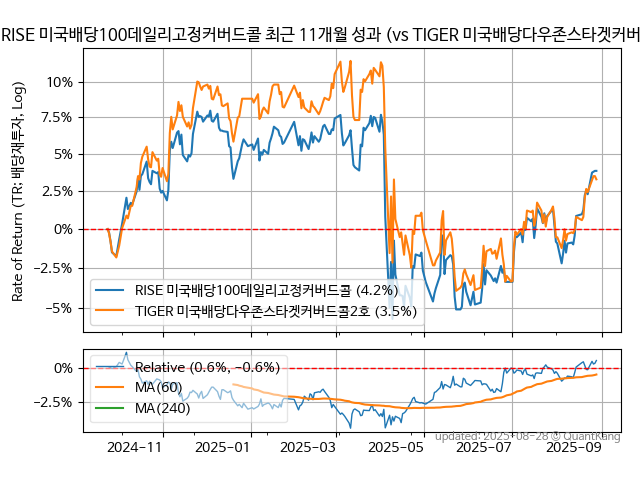 RISE 미국배당100데일리고정커버드콜 최근 11개월 성과 (vs TIGER 미국배당다우존스타겟커버
Rate of Return (TR: 배당재투자, Log)
10%
7.5%
5%
2.5%
0%
−2.5%
−5%
RISE 미국배당100데일리고정커버드콜 (4.2%)
TIGER 미국배당다우존스타겟커버드콜2호 (3.5%)
0%
−2.5%
Relative (0.6%, −0.6%)
MA(60)
MA(240)
updated: 2025-08-28 © QuantKang
2024−11
2025−01
2025−03
2025−05
2025−07
2025−09